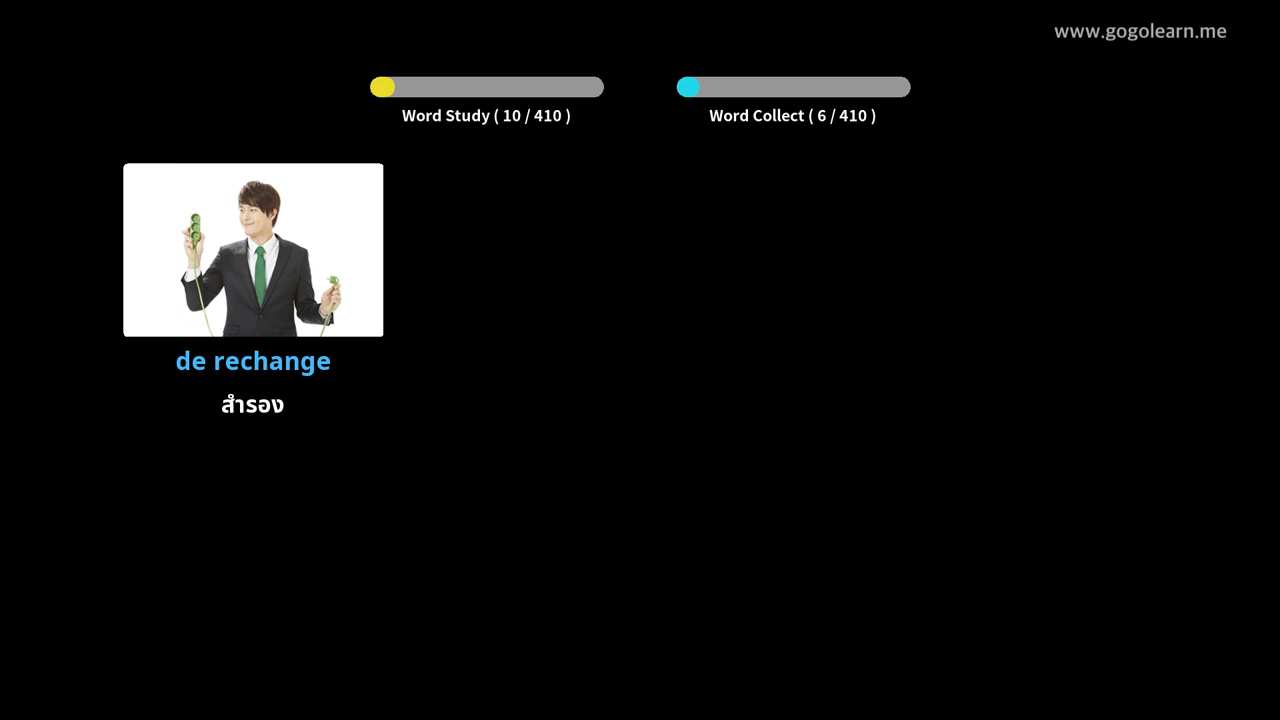 www.gogolearn.me
Word Study ( 10 / 410 )
Word Collect ( 6 / 410 )
de rechange
สำรอง